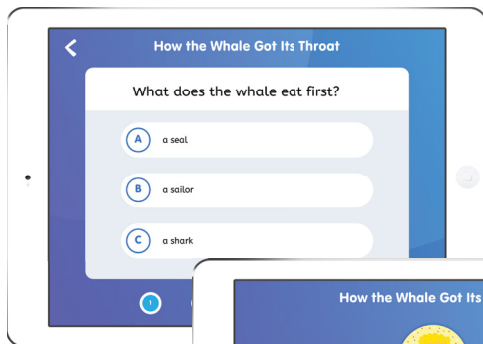 How the Whale Got Its Throat
What does the whale eat first?
A a seal
B a sailor
C a shark
1
How the Whale Got Its